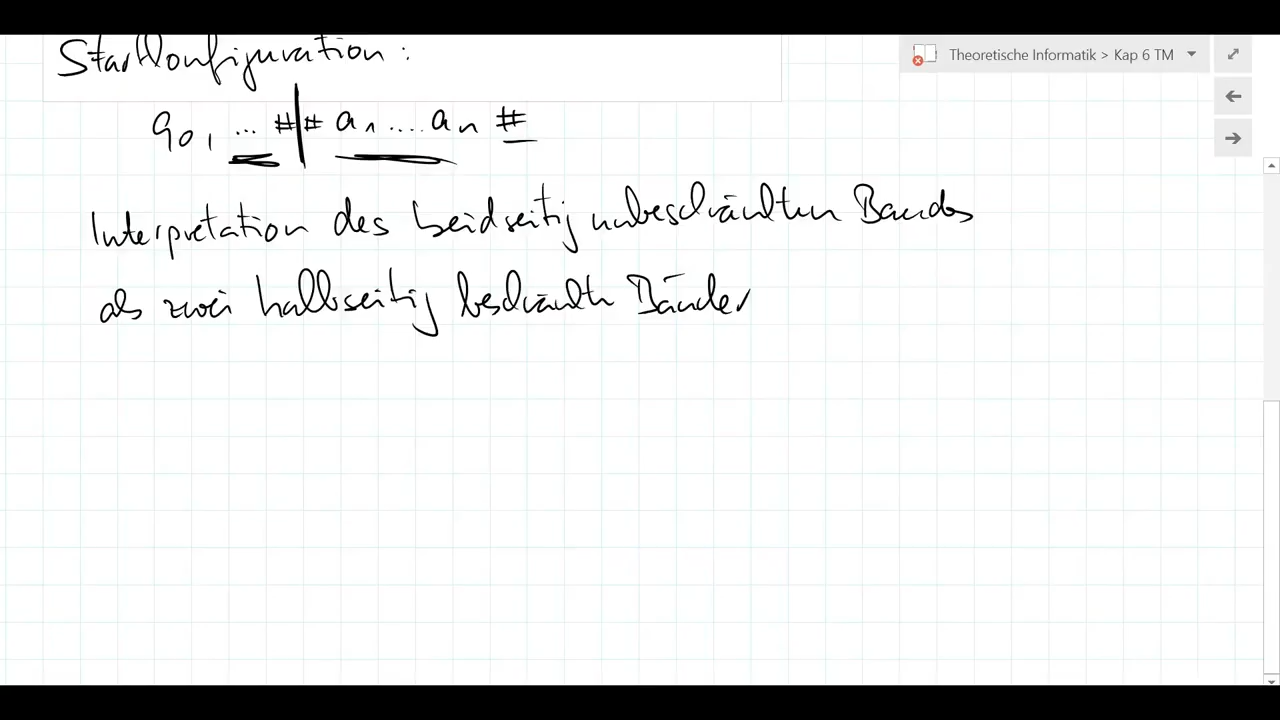 Startkonfiguration:
Theoretische Informatik > Kap 6 TM
q0, ... #|# a1 .... an #
Interpretation des beidseitig unbeschränkten Bandes
als zwei halbseitig beschränkte Bänder